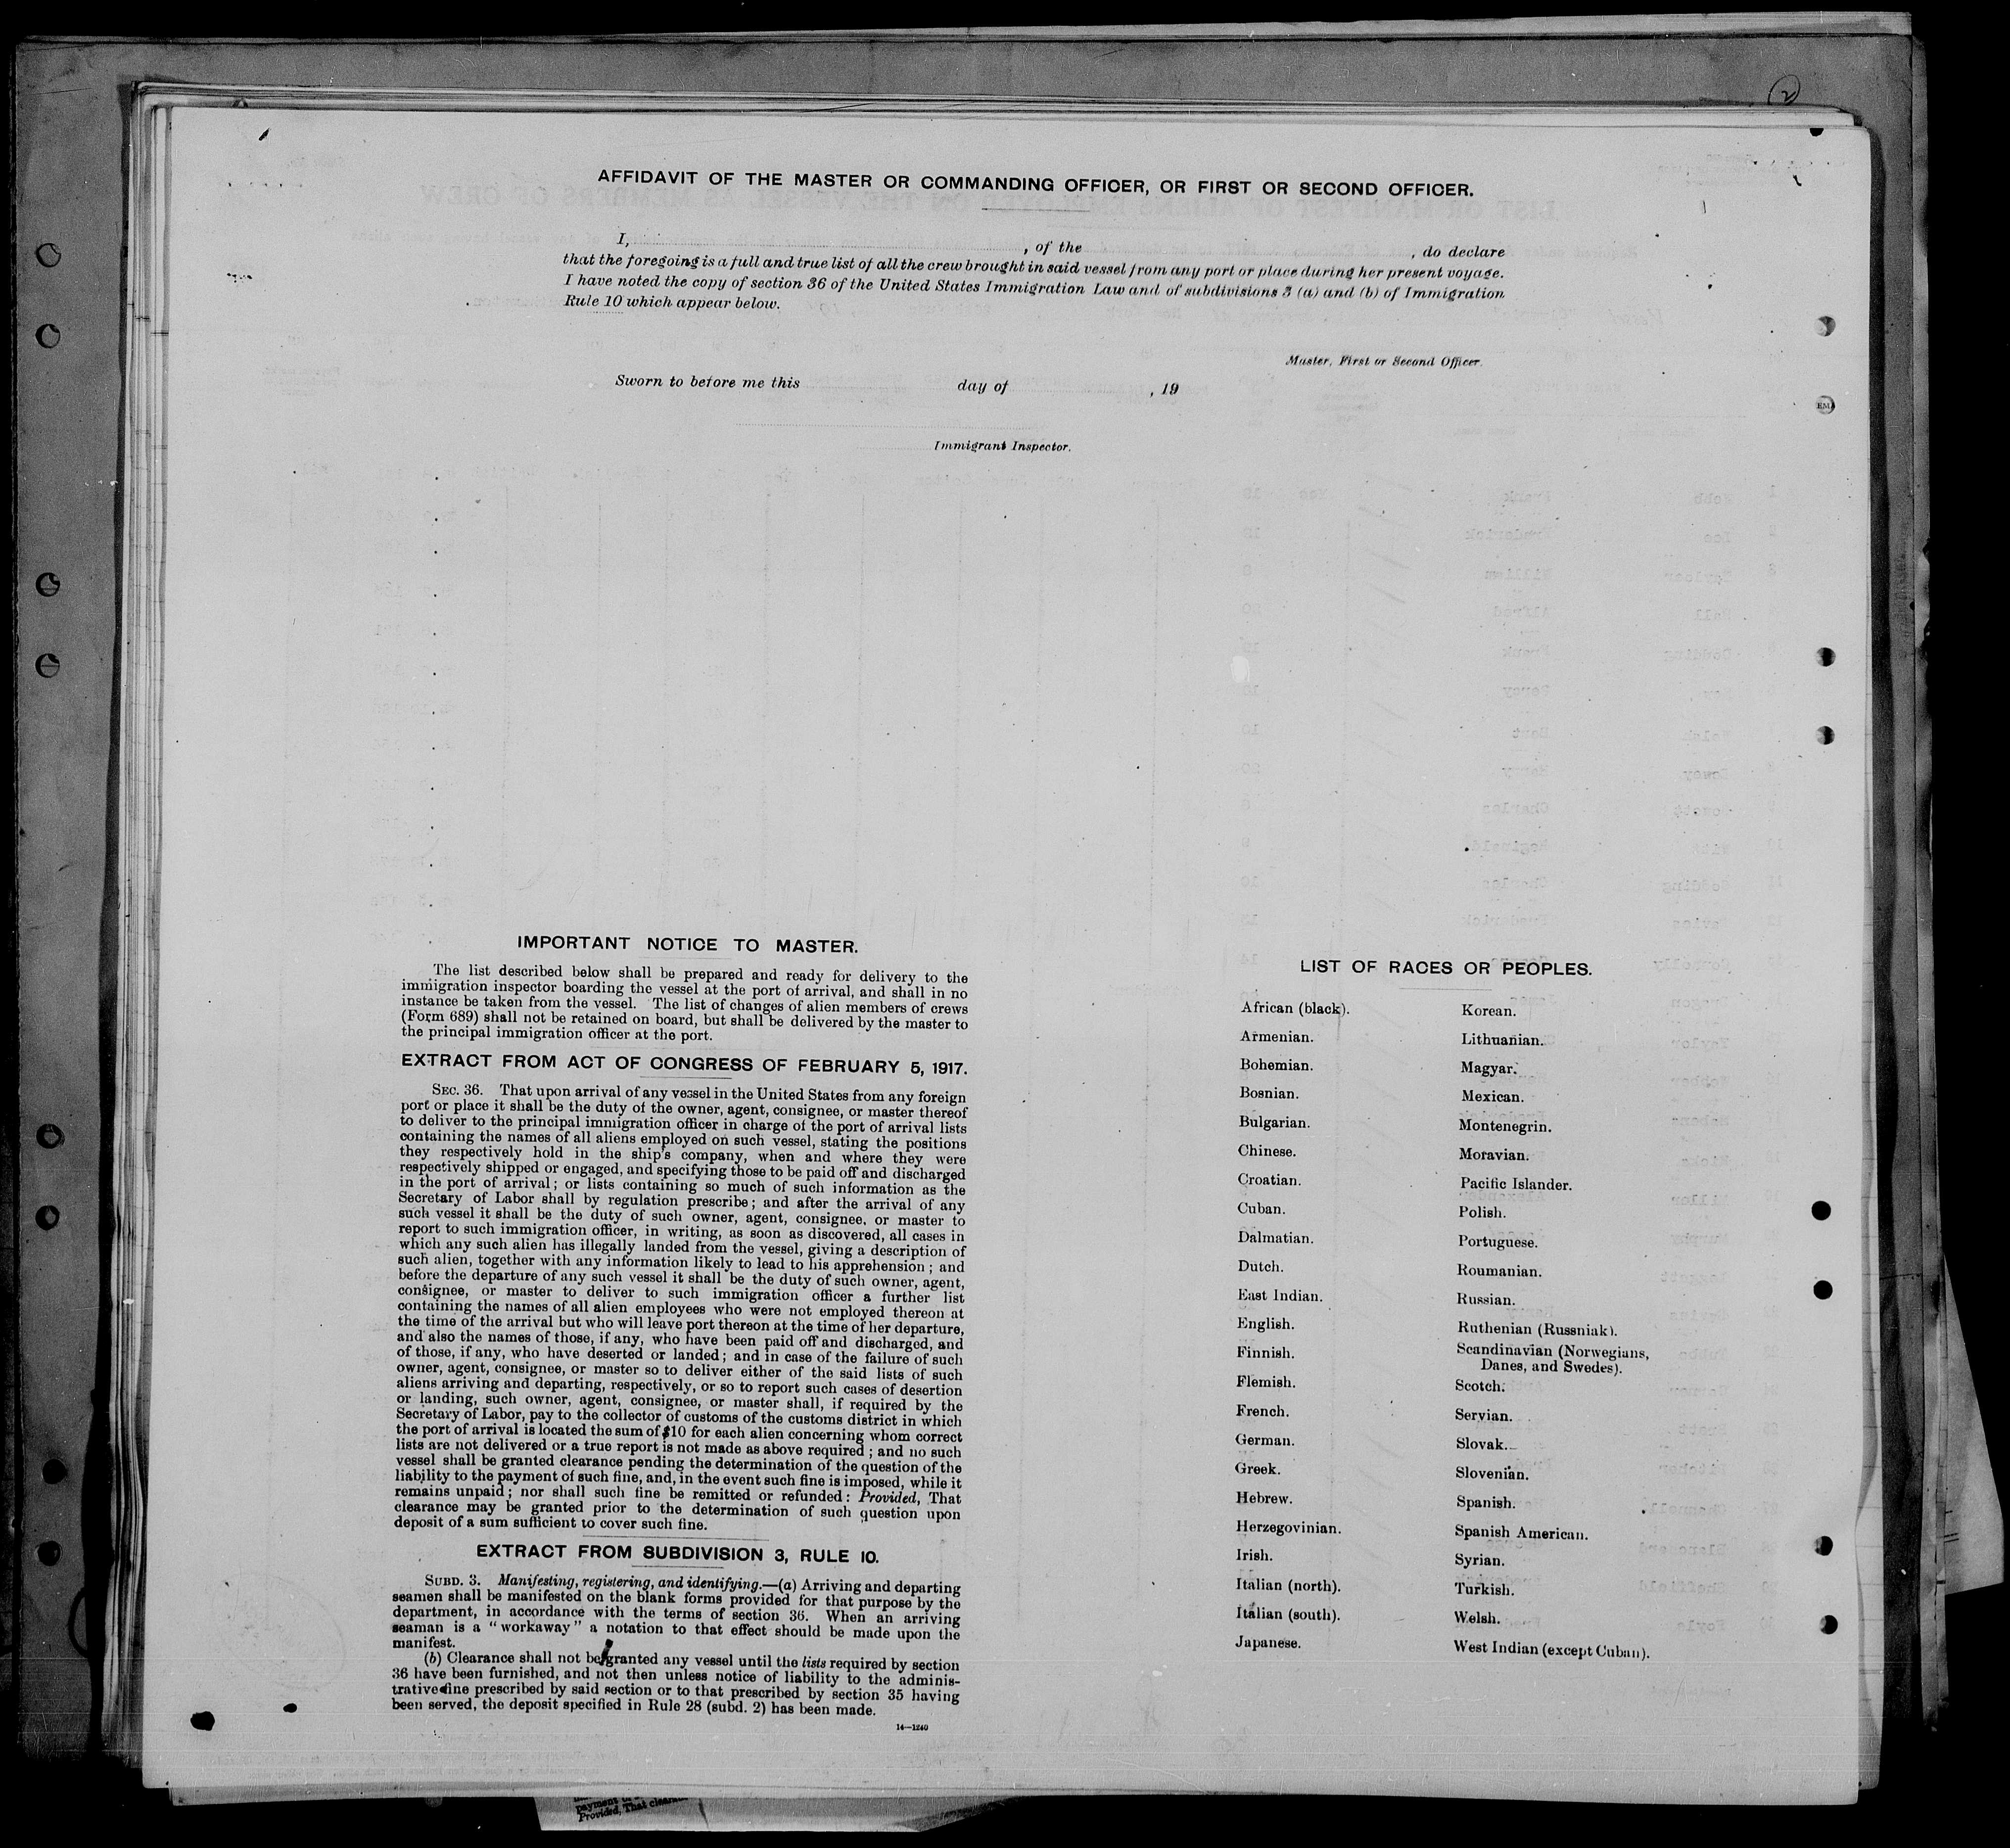 2
AFFIDAVIT OF THE MASTER OR COMMANDING OFFICER, OR FIRST OR SECOND OFFICER.
I, , of the , do declare
that the foregoing is a full and true list of all the crew brought in said vessel from any port or place during her present voyage.
I have noted the copy of section 36 of the United States Immigration Law and of subdivisions 3 (a) and (b) of Immigration
Rule 10 which appear below.
Master, First or Second Officer.
Sworn to before me this day of , 19
Immigrant Inspector.
IMPORTANT NOTICE TO MASTER.
The list described below shall be prepared and ready for delivery to the
immigration inspector boarding the vessel at the port of arrival, and shall in no
instance be taken from the vessel. The list of changes of alien members of crews
(Form 689) shall not be retained on board, but shall be delivered by the master to
the principal immigration officer at the port.
EXTRACT FROM ACT OF CONGRESS OF FEBRUARY 5, 1917.
SEC. 36. That upon arrival of any vessel in the United States from any foreign
port or place it shall be the duty of the owner, agent, consignee, or master thereof
to deliver to the principal immigration officer in charge of the port of arrival lists
containing the names of all aliens employed on such vessel, stating the positions
they respectively hold in the ship's company, when and where they were
respectively shipped or engaged, and specifying those to be paid off and discharged
in the port of arrival; or lists containing so much of such information as the
Secretary of Labor shall by regulation prescribe; and after the arrival of any
such vessel it shall be the duty of such owner, agent, consignee, or master to
report to such immigration officer, in writing, as soon as discovered, all cases in
which any such alien has illegally landed from the vessel, giving a description of
such alien, together with any information likely to lead to his apprehension; and
before the departure of any such vessel it shall be the duty of such owner, agent,
consignee, or master to deliver to such immigration officer a further list
containing the names of all alien employees who were not employed thereon at
the time of the arrival but who will leave port thereon at the time of her departure,
and also the names of those, if any, who have been paid off and discharged, and
of those, if any, who have deserted or landed; and in case of the failure of such
owner, agent, consignee, or master so to deliver either of the said lists of such
aliens arriving and departing, respectively, or so to report such cases of desertion
or landing, such owner, agent, consignee, or master shall, if required by the
Secretary of Labor, pay to the collector of customs of the customs district in which
the port of arrival is located the sum of $10 for each alien concerning whom correct
lists are not delivered or a true report is not made as above required; and no such
vessel shall be granted clearance pending the determination of the question of the
liability to the payment of such fine, and, in the event such fine is imposed, while it
remains unpaid; nor shall such fine be remitted or refunded: Provided, That
clearance may be granted prior to the determination of such question upon
deposit of a sum sufficient to cover such fine.
EXTRACT FROM SUBDIVISION 3, RULE 10.
SUBD. 3. Manifesting, registering, and identifying.—(a) Arriving and departing
seamen shall be manifested on the blank forms provided for that purpose by the
department, in accordance with the terms of section 36. When an arriving
seaman is a "workaway" a notation to that effect should be made upon the
manifest.
(b) Clearance shall not be granted any vessel until the lists required by section
36 have been furnished, and not then unless notice of liability to the adminis-
trative fine prescribed by said section or to that prescribed by section 35 having
been served, the deposit specified in Rule 28 (subd. 2) has been made.
14—1240
LIST OF RACES OR PEOPLES.
African (black).
Armenian.
Bohemian.
Bosnian.
Bulgarian.
Chinese.
Croatian.
Cuban.
Dalmatian.
Dutch.
East Indian.
English.
Finnish.
Flemish.
French.
German.
Greek.
Hebrew.
Herzegovinian.
Irish.
Italian (north).
Italian (south).
Japanese.
Korean.
Lithuanian.
Magyar.
Mexican.
Montenegrin.
Moravian.
Pacific Islander.
Polish.
Portuguese.
Roumanian.
Russian.
Ruthenian (Russniak).
Scandinavian (Norwegians,
Danes, and Swedes).
Scotch.
Servian.
Slovak.
Slovenian.
Spanish.
Spanish American.
Syrian.
Turkish.
Welsh.
West Indian (except Cuban).
payment
Provided, That